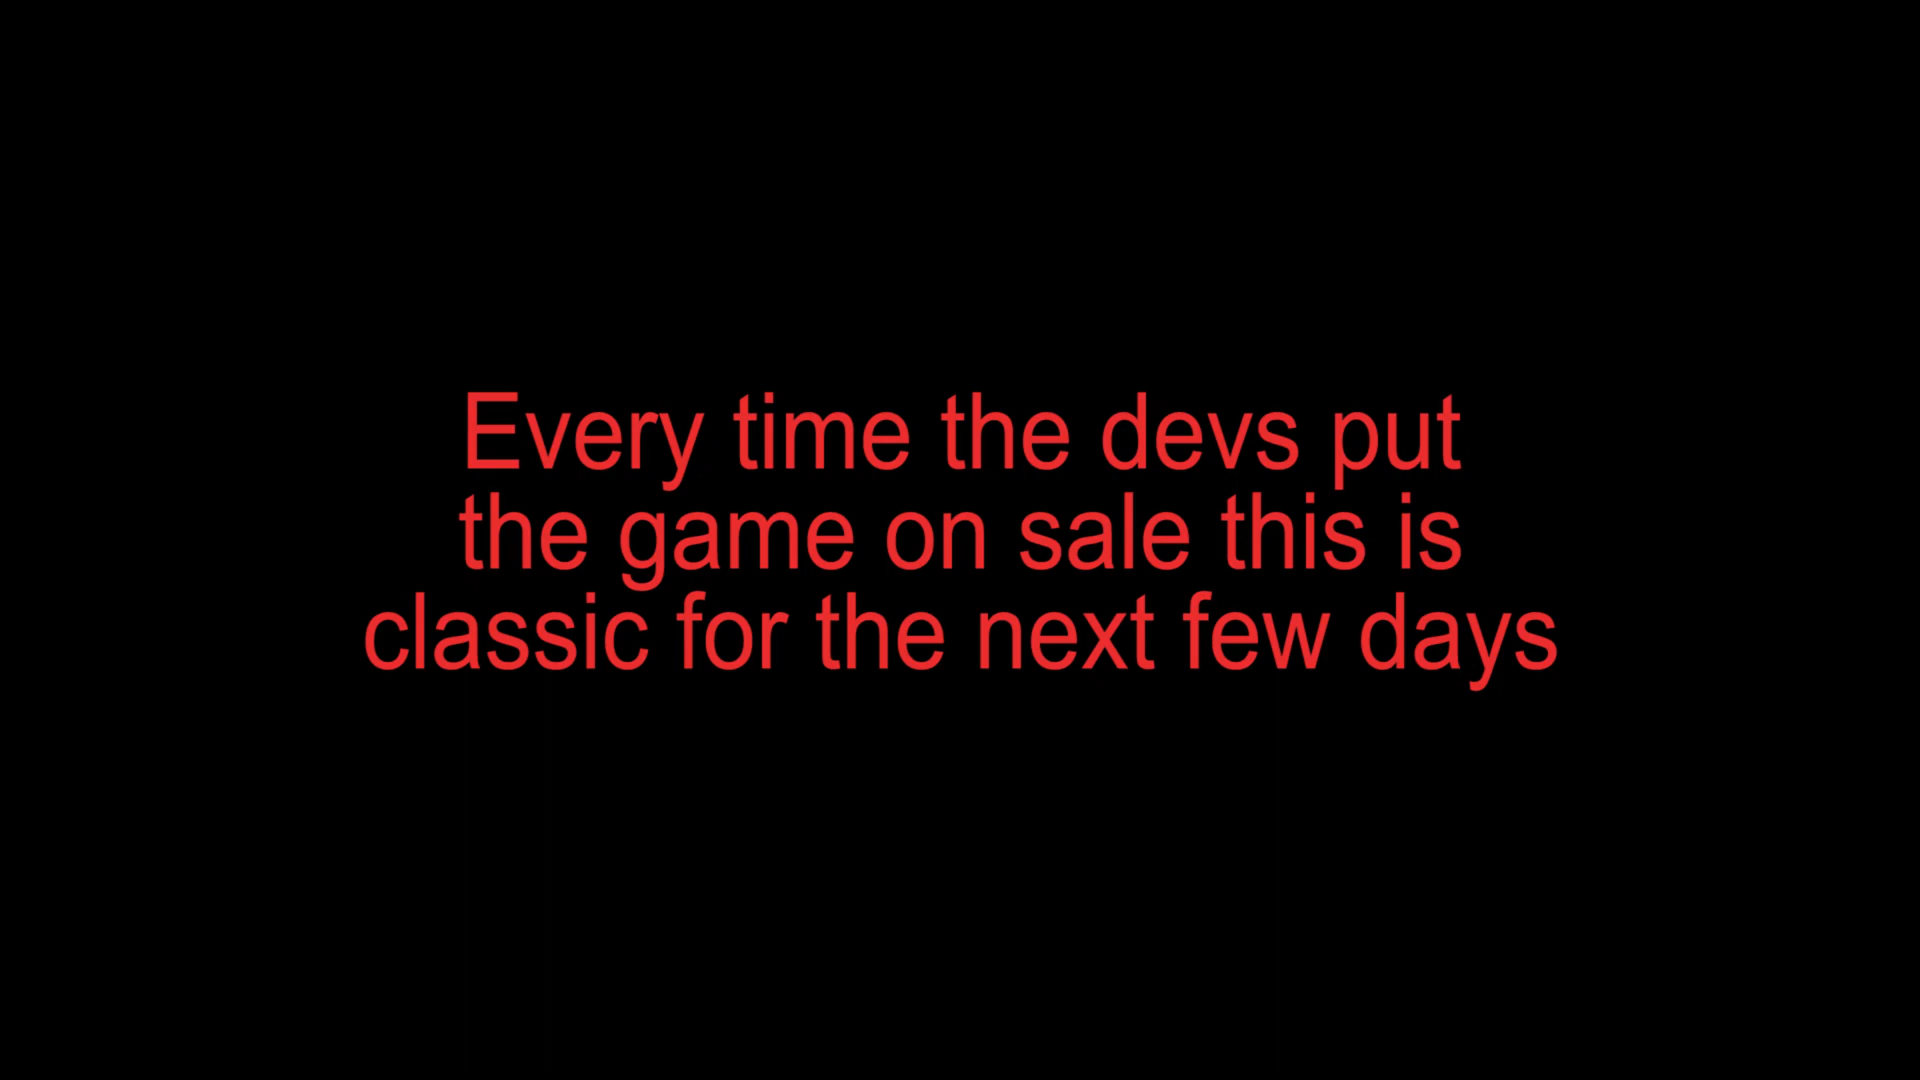 Every time the devs put
the game on sale this is
classic for the next few days